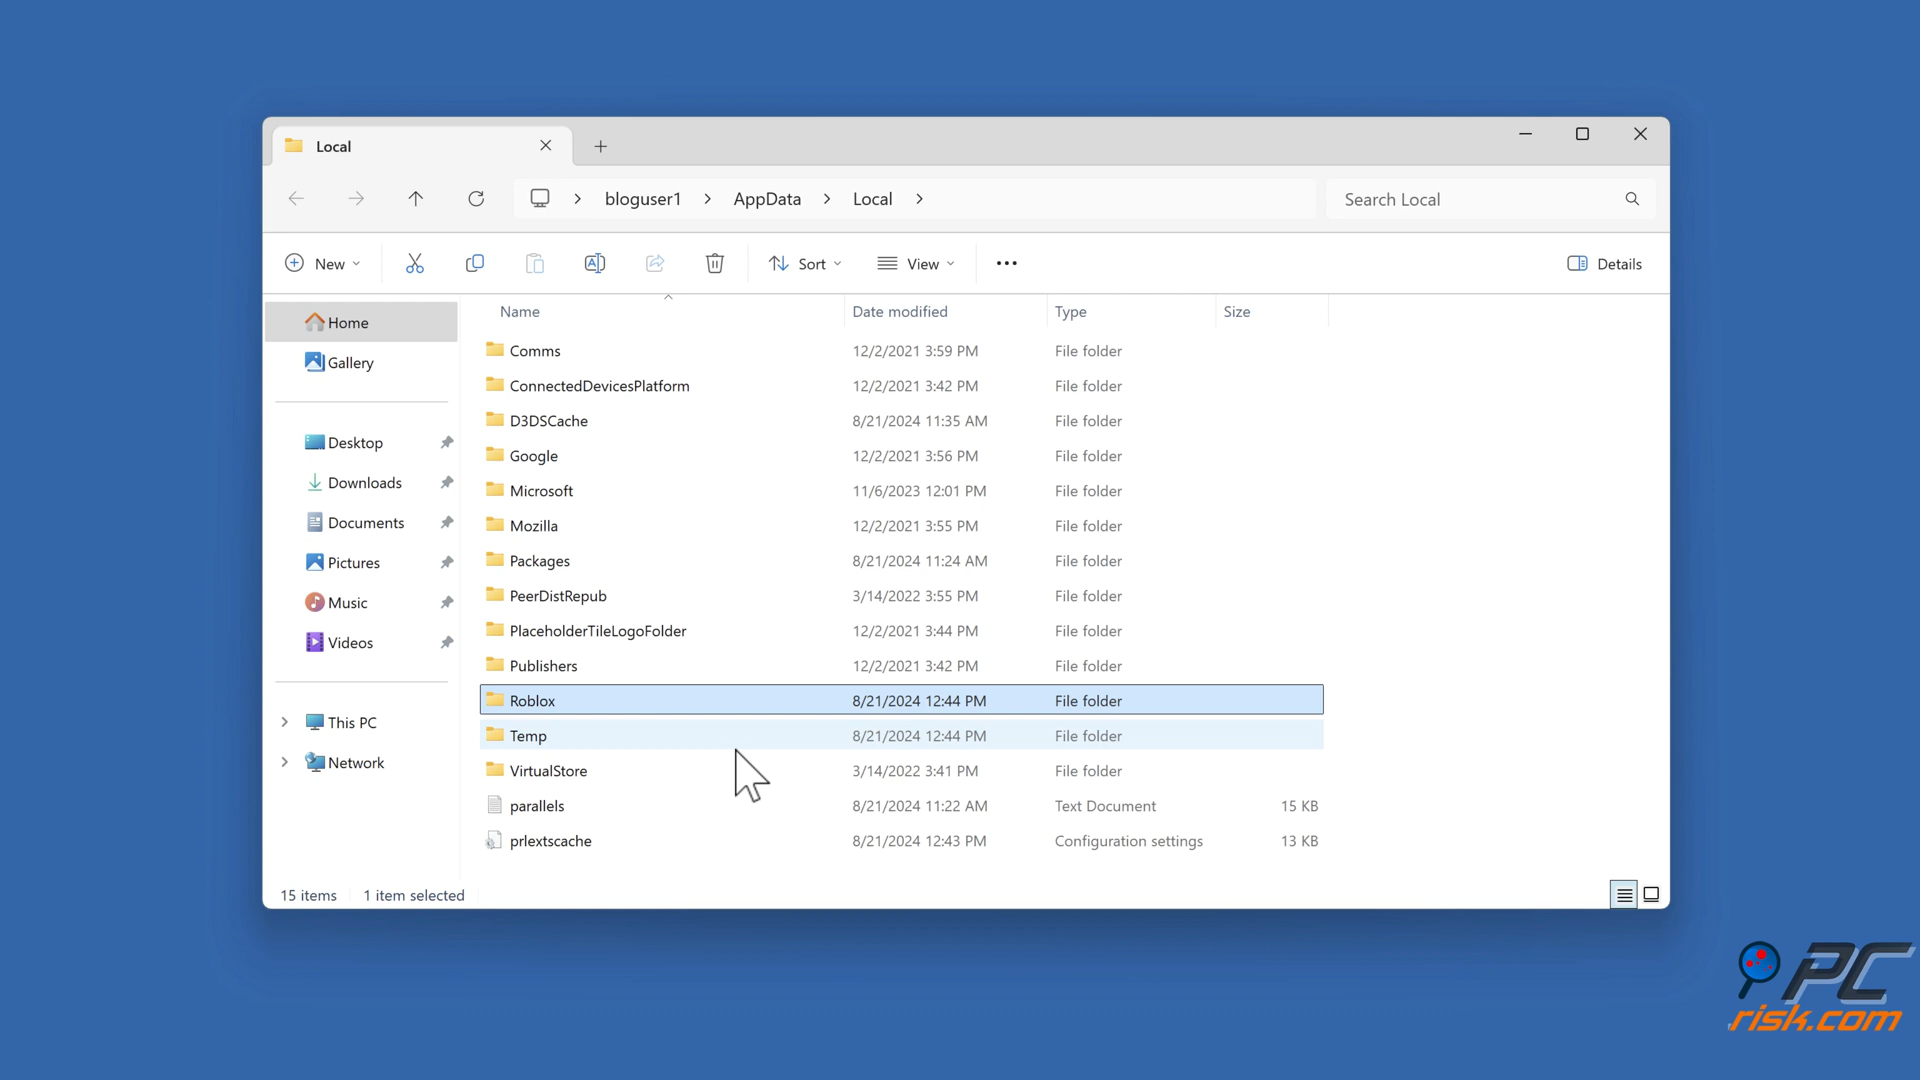 Local
bloguser1 > AppData > Local >
Search Local
New
Sort
View
Details
Name Date modified Type Size
Home
Gallery
Desktop
Downloads
Documents
Pictures
Music
Videos
This PC
Network
Comms 12/2/2021 3:59 PM File folder
ConnectedDevicesPlatform 12/2/2021 3:42 PM File folder
D3DSCache 8/21/2024 11:35 AM File folder
Google 12/2/2021 3:56 PM File folder
Microsoft 11/6/2023 12:01 PM File folder
Mozilla 12/2/2021 3:55 PM File folder
Packages 8/21/2024 11:24 AM File folder
PeerDistRepub 3/14/2022 3:55 PM File folder
PlaceholderTileLogoFolder 12/2/2021 3:44 PM File folder
Publishers 12/2/2021 3:42 PM File folder
Roblox 8/21/2024 12:44 PM File folder
Temp 8/21/2024 12:44 PM File folder
VirtualStore 3/14/2022 3:41 PM File folder
parallels 8/21/2024 11:22 AM Text Document 15 KB
prlextscache 8/21/2024 12:43 PM Configuration settings 13 KB
15 items 1 item selected
PC
risk.com